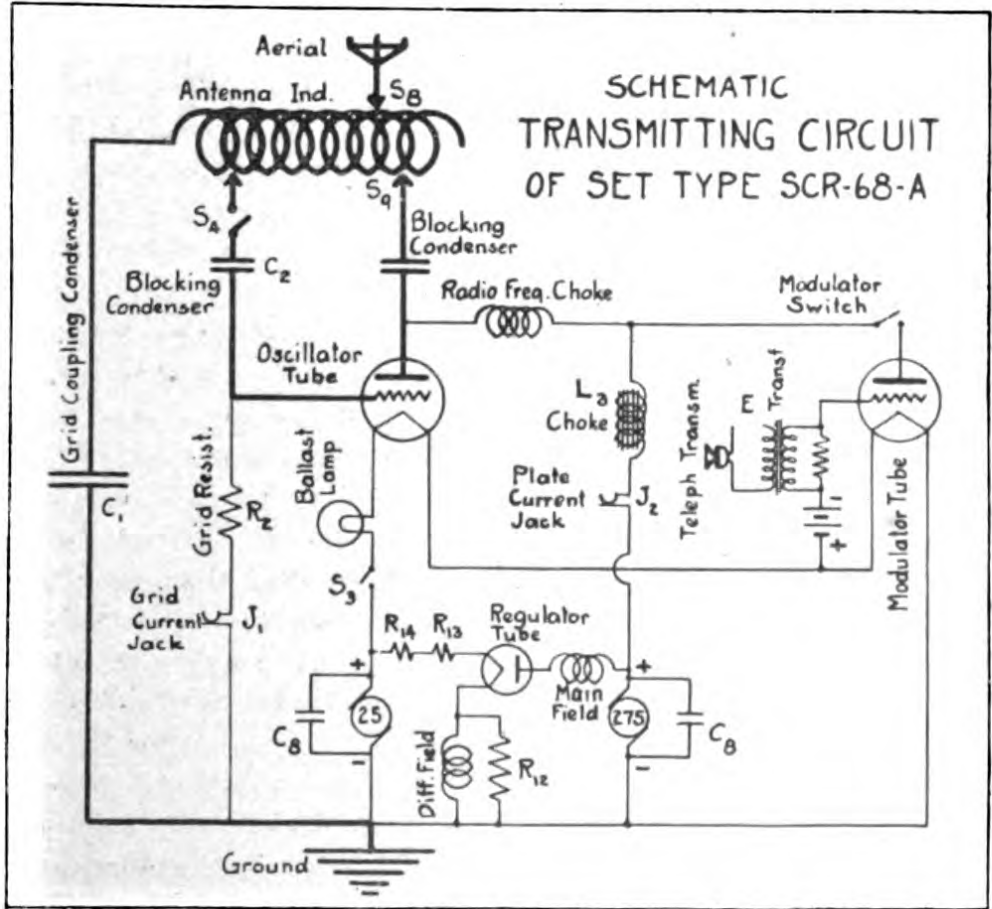 SCHEMATIC
TRANSMITTING CIRCUIT
OF SET TYPE SCR-68-A
Aerial
S8
Antenna Ind.
S9
S4
Blocking
Condenser
C2
Blocking
Condenser
Radio Freq. Choke
Modulator
Switch
Grid Coupling Condenser
C1
Oscillator
Tube
L3
Choke
Teleph Transm.
E
Transf
-
+
Modulator Tube
Ballast
Lamp
Plate
Current
Jack
J2
Grid Resist.
R2
S3
Grid
Current
Jack
J1
R14
R13
Regulator
Tube
Main
Field
+
25
-
C8
+
275
-
C8
Diff. Field
R12
Ground